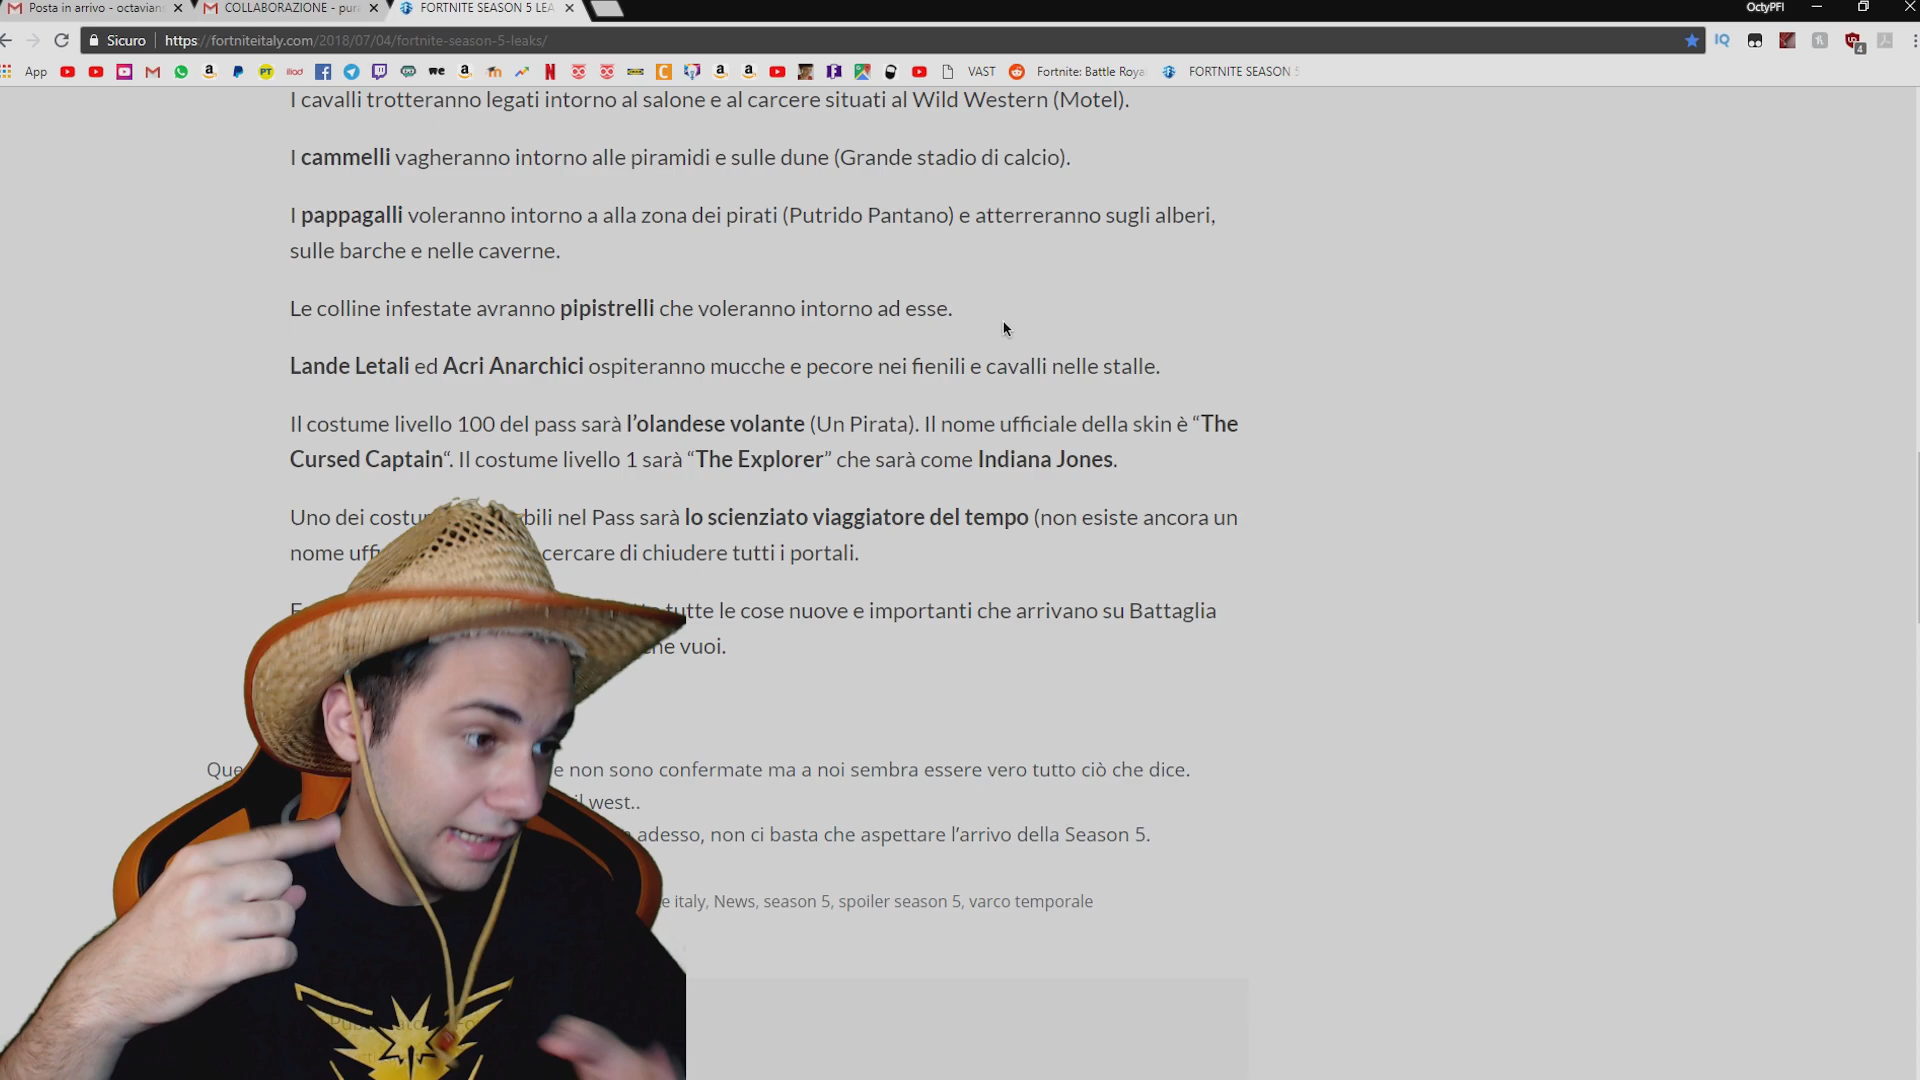 Posta in arrivo - octavian
COLLABORAZIONE - pura
FORTNITE SEASON 5 LEA
OctyPFI
Sicuro
https://fortniteitaly.com/2018/07/04/fortnite-season-5-leaks/
App
VAST
Fortnite: Battle Roya
FORTNITE SEASON 5
I cavalli trotteranno legati intorno al salone e al carcere situati al Wild Western (Motel).
I cammelli vagheranno intorno alle piramidi e sulle dune (Grande stadio di calcio).
I pappagalli voleranno intorno a alla zona dei pirati (Putrido Pantano) e atterreranno sugli alberi,
sulle barche e nelle caverne.
Le colline infestate avranno pipistrelli che voleranno intorno ad esse.
Lande Letali ed Acri Anarchici ospiteranno mucche e pecore nei fienili e cavalli nelle stalle.
Il costume livello 100 del pass sarà l’olandese volante (Un Pirata). Il nome ufficiale della skin è “The
Cursed Captain“. Il costume livello 1 sarà “The Explorer” che sarà come Indiana Jones.
Uno dei costu bili nel Pass sarà lo scienziato viaggiatore del tempo (non esiste ancora un
nome uff cercare di chiudere tutti i portali.
tutte le cose nuove e importanti che arrivano su Battaglia
he vuoi.
Que e non sono confermate ma a noi sembra essere vero tutto ciò che dice.
il west..
adesso, non ci basta che aspettare l’arrivo della Season 5.
e italy, News, season 5, spoiler season 5, varco temporale